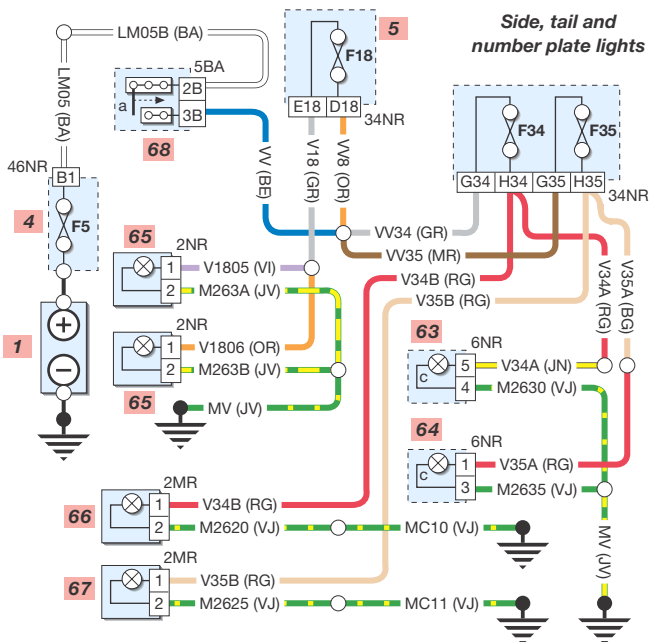 Side, tail and
number plate lights
LM05B (BA)
LM05 (BA)
5BA
2B
3B
a
68
5
F18
E18
D18
34NR
F34
F35
G34
H34
G35
H35
34NR
46NR
B1
4
F5
1
VV (BE)
V18 (GR)
VV8 (OR)
VV34 (GR)
VV35 (MR)
V34B (RG)
V35B (RG)
V34A (RG)
V35A (BG)
65
2NR
1
2
V1805 (VI)
M263A (JV)
2NR
1
2
V1806 (OR)
M263B (JV)
65
MV (JV)
63
6NR
c
5
4
V34A (JN)
M2630 (VJ)
64
6NR
c
1
3
V35A (RG)
M2635 (VJ)
MV (JV)
66
2MR
1
2
V34B (RG)
M2620 (VJ)
MC10 (VJ)
67
2MR
1
2
V35B (RG)
M2625 (VJ)
MC11 (VJ)